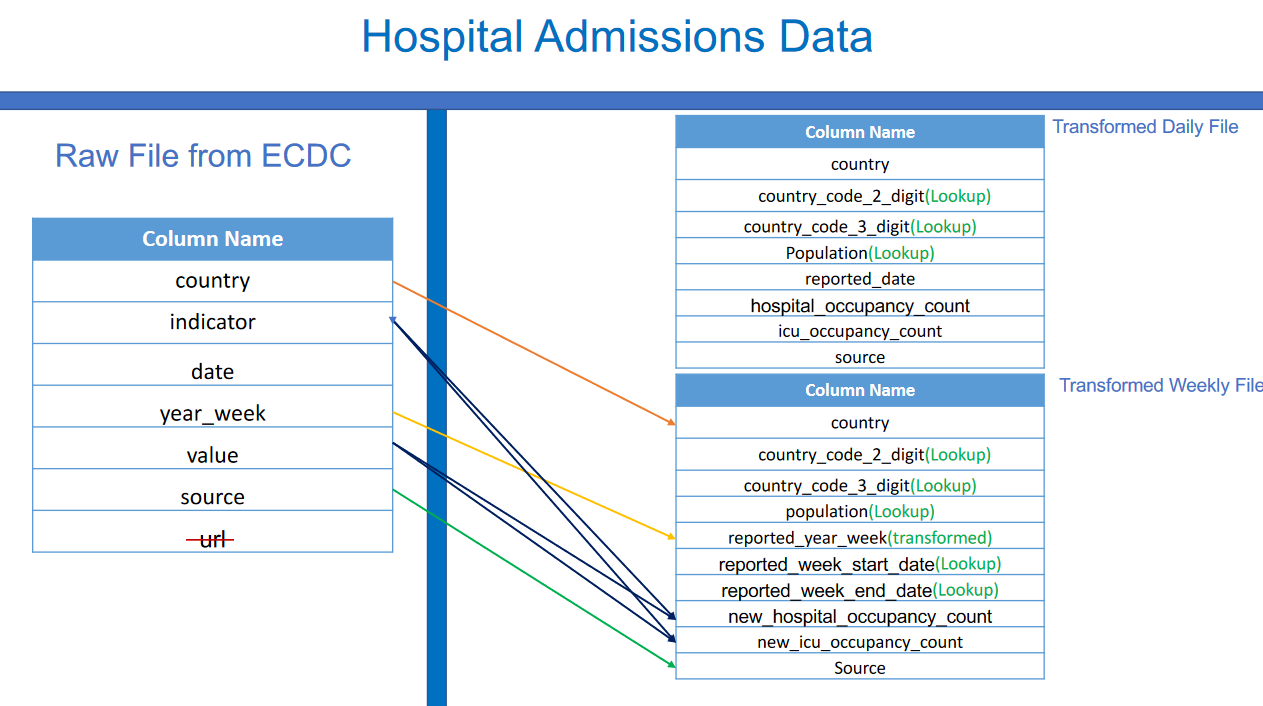 Hospital Admissions Data
Raw File from ECDC
Column Name
country
indicator
date
year_week
value
source
url
Transformed Daily File
Column Name
country
country_code_2_digit(Lookup)
country_code_3_digit(Lookup)
Population(Lookup)
reported_date
hospital_occupancy_count
icu_occupancy_count
source
Transformed Weekly File
Column Name
country
country_code_2_digit(Lookup)
country_code_3_digit(Lookup)
population(Lookup)
reported_year_week(transformed)
reported_week_start_date(Lookup)
reported_week_end_date(Lookup)
new_hospital_occupancy_count
new_icu_occupancy_count
Source